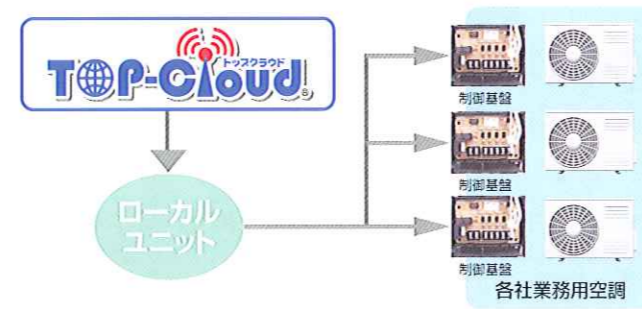 トップクラウド
TOP-Cloud®
制御基盤
制御基盤
ローカル
ユニット
制御基盤
各社業務用空調